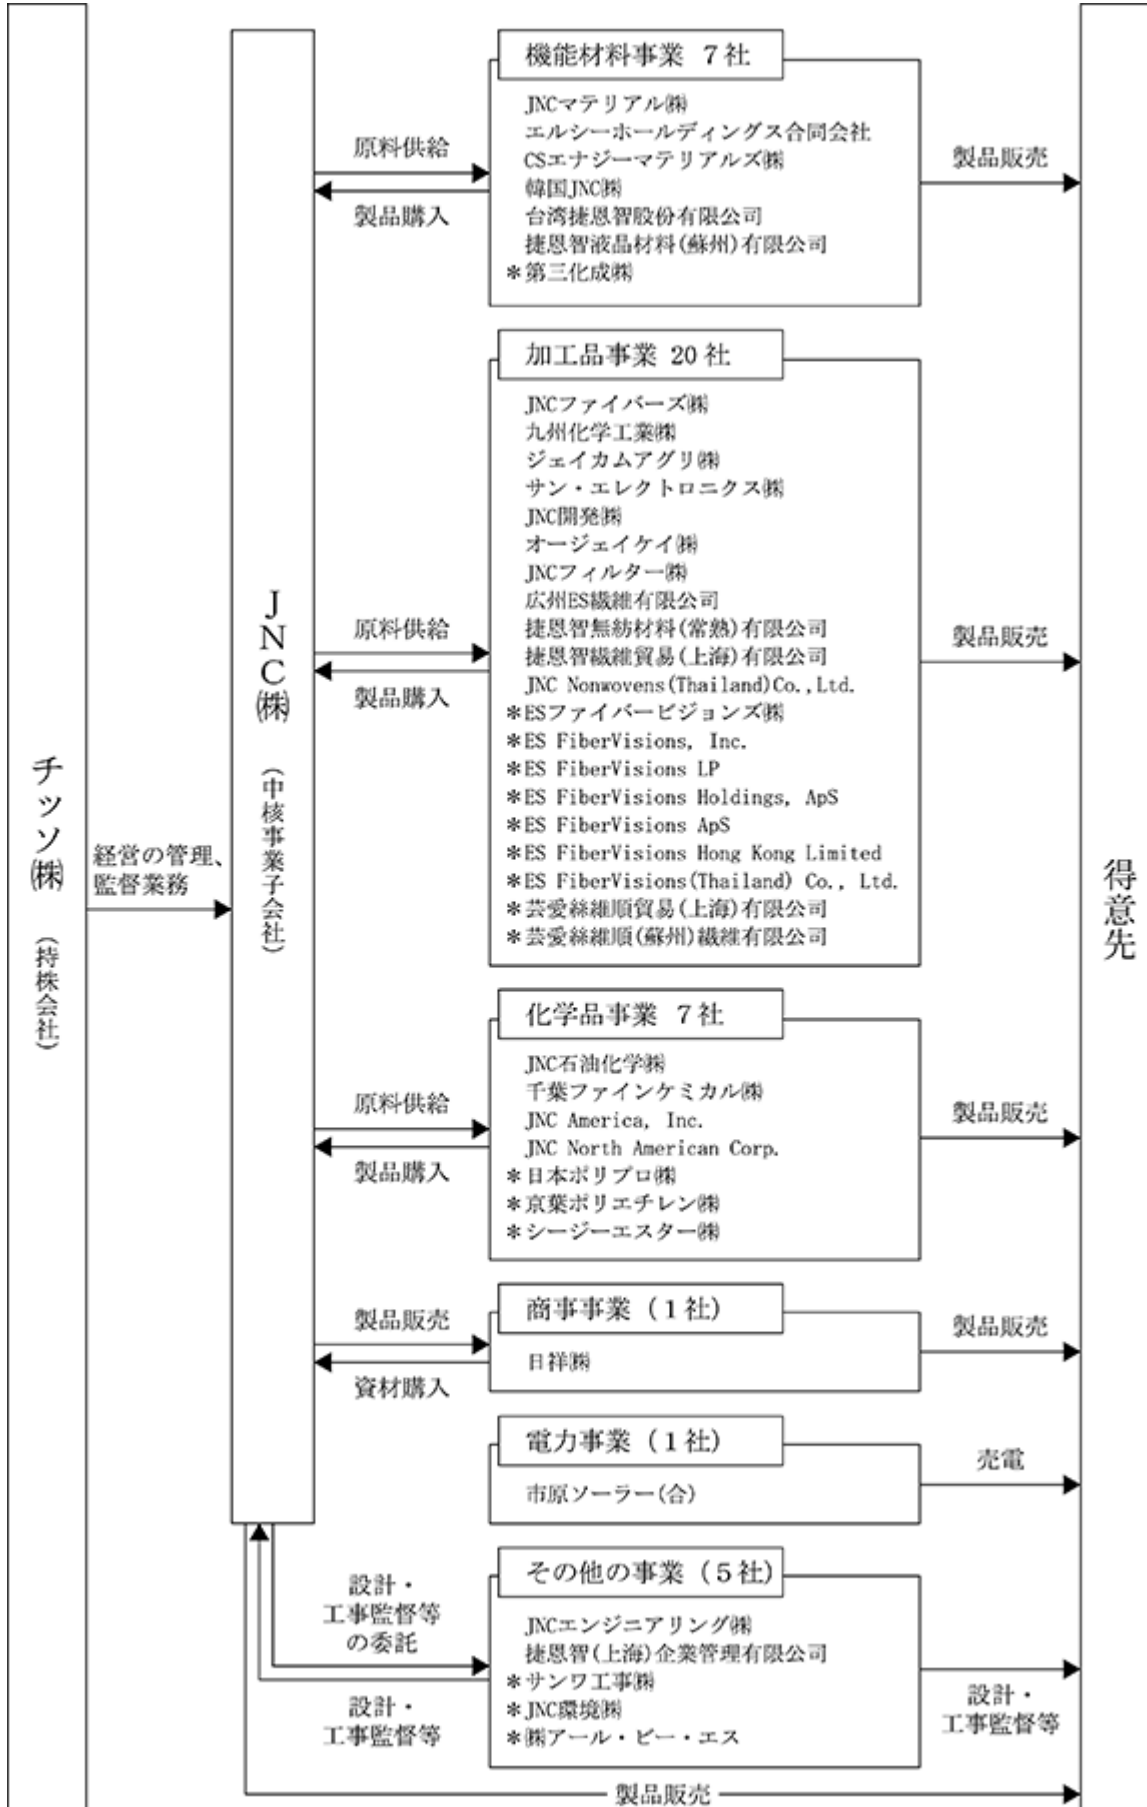 チッソ㈱
（持株会社）
経営の管理、
監督業務
JNC㈱
（中核事業子会社）
機能材料事業 7社
JNCマテリアル㈱
エルシーホールディングス合同会社
CSエナジーマテリアルズ㈱
韓国JNC㈱
台湾捷恩智股份有限公司
捷恩智液晶材料(蘇州)有限公司
＊第三化成㈱
原料供給
製品購入
製品販売
加工品事業 20社
JNCファイバーズ㈱
九州化学工業㈱
ジェイカムアグリ㈱
サン・エレクトロニクス㈱
JNC開発㈱
オージェイケイ㈱
JNCフィルター㈱
広州ES繊維有限公司
捷恩智無紡材料(常熟)有限公司
捷恩智繊維貿易(上海)有限公司
JNC Nonwovens(Thailand)Co.,Ltd.
＊ESファイバービジョンズ㈱
＊ES FiberVisions, Inc.
＊ES FiberVisions LP
＊ES FiberVisions Holdings, ApS
＊ES FiberVisions ApS
＊ES FiberVisions Hong Kong Limited
＊ES FiberVisions(Thailand) Co., Ltd.
＊芸愛絲維順貿易(上海)有限公司
＊芸愛絲維順(蘇州)繊維有限公司
原料供給
製品購入
製品販売
化学品事業 7社
JNC石油化学㈱
千葉ファインケミカル㈱
JNC America, Inc.
JNC North American Corp.
＊日本ポリプロ㈱
＊京葉ポリエチレン㈱
＊シージーエスター㈱
原料供給
製品購入
製品販売
商事事業（1社）
日祥㈱
製品販売
資材購入
製品販売
電力事業（1社）
市原ソーラー(合)
売電
その他の事業（5社）
JNCエンジニアリング㈱
捷恩智(上海)企業管理有限公司
＊サンワ工事㈱
＊JNC環境㈱
＊㈱アール・ビー・エス
設計・
工事監督等
の委託
設計・
工事監督等
設計・
工事監督等
製品販売
得意先